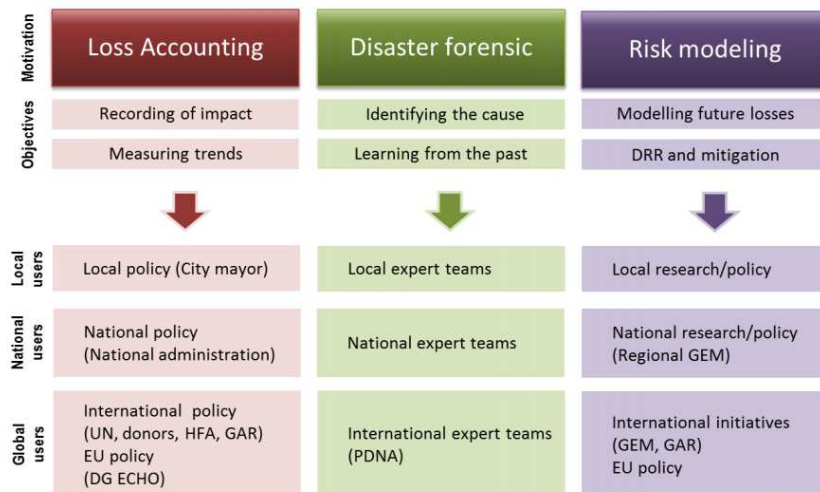 Motivation
Loss Accounting
Disaster forensic
Risk modeling
Objectives
Recording of impact
Identifying the cause
Modelling future losses
Measuring trends
Learning from the past
DRR and mitigation
Local
users
Local policy (City mayor)
Local expert teams
Local research/policy
National
users
National policy
(National administration)
National expert teams
National research/policy
(Regional GEM)
Global
users
International policy
(UN, donors, HFA, GAR)
EU policy
(DG ECHO)
International expert teams
(PDNA)
International initiatives
(GEM, GAR)
EU policy